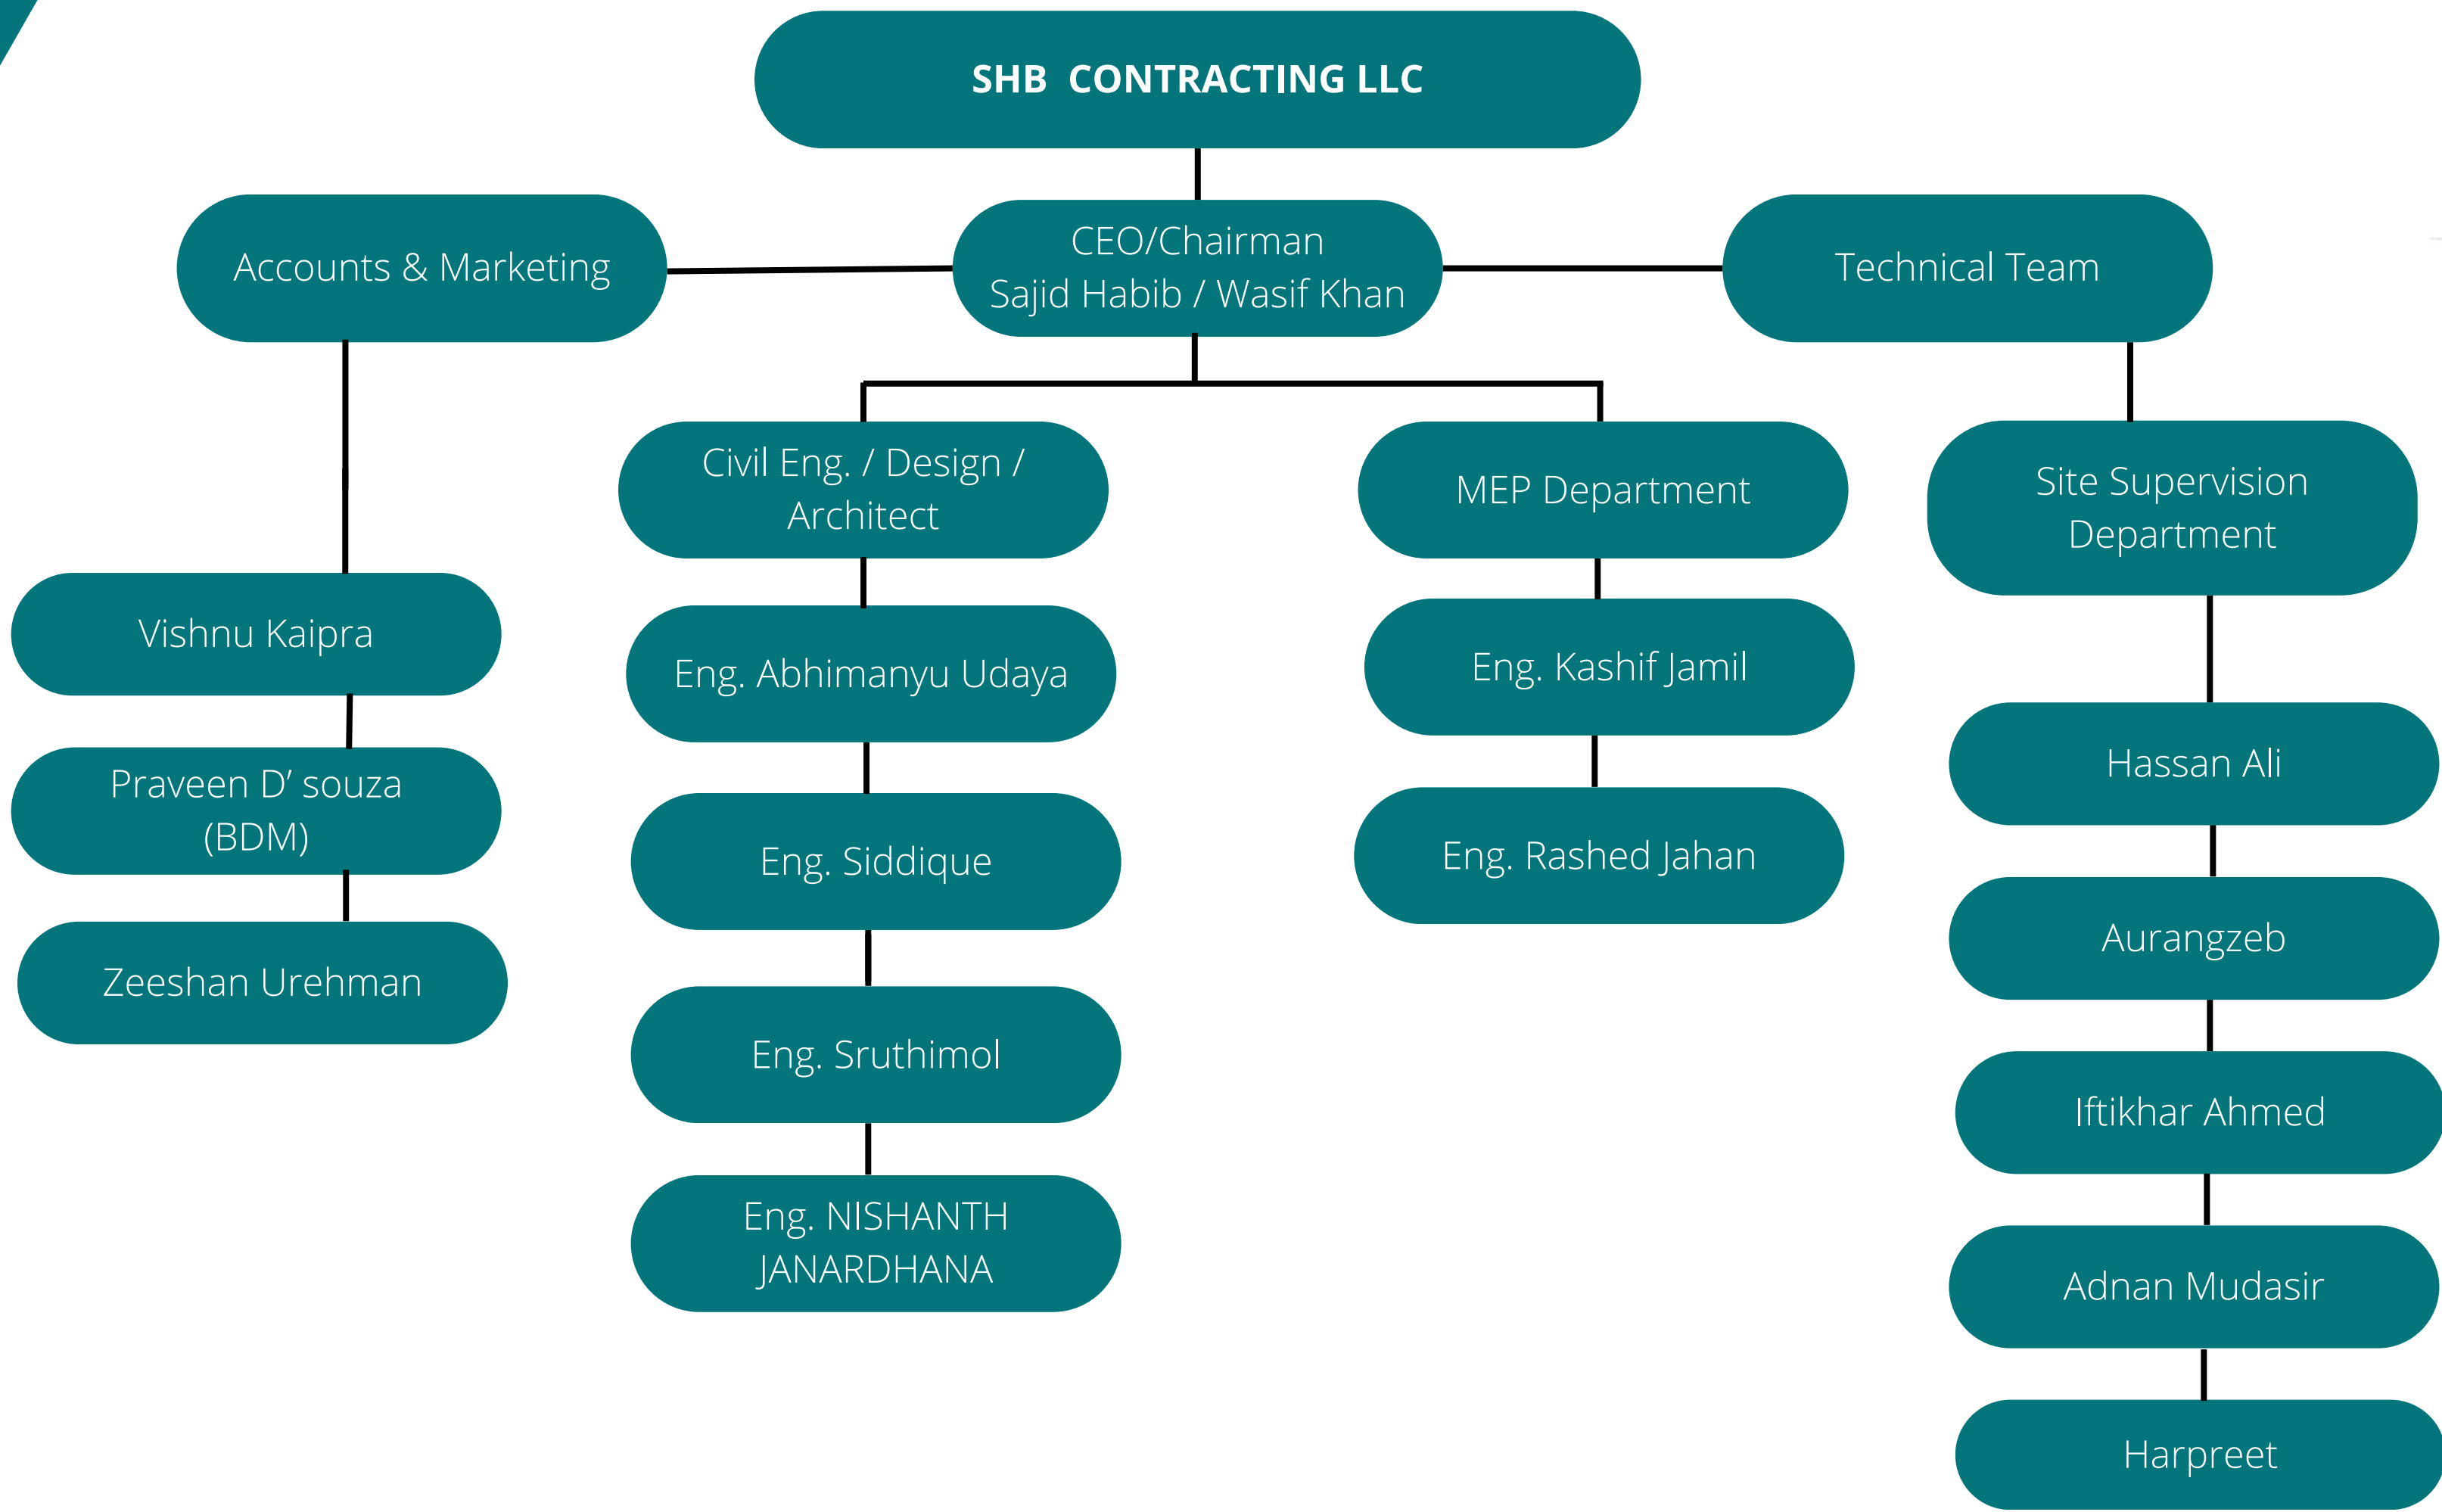 SHB CONTRACTING LLC
Accounts & Marketing
CEO/Chairman
Sajid Habib / Wasif Khan
Technical Team
Civil Eng. / Design /
Architect
MEP Department
Site Supervision
Department
Vishnu Kaipra
Eng. Abhimanyu Udaya
Eng. Kashif Jamil
Hassan Ali
Praveen D’ souza
(BDM)
Eng. Siddique
Eng. Rashed Jahan
Aurangzeb
Zeeshan Urehman
Eng. Sruthimol
Iftikhar Ahmed
Eng. NISHANTH
JANARDHANA
Adnan Mudasir
Harpreet